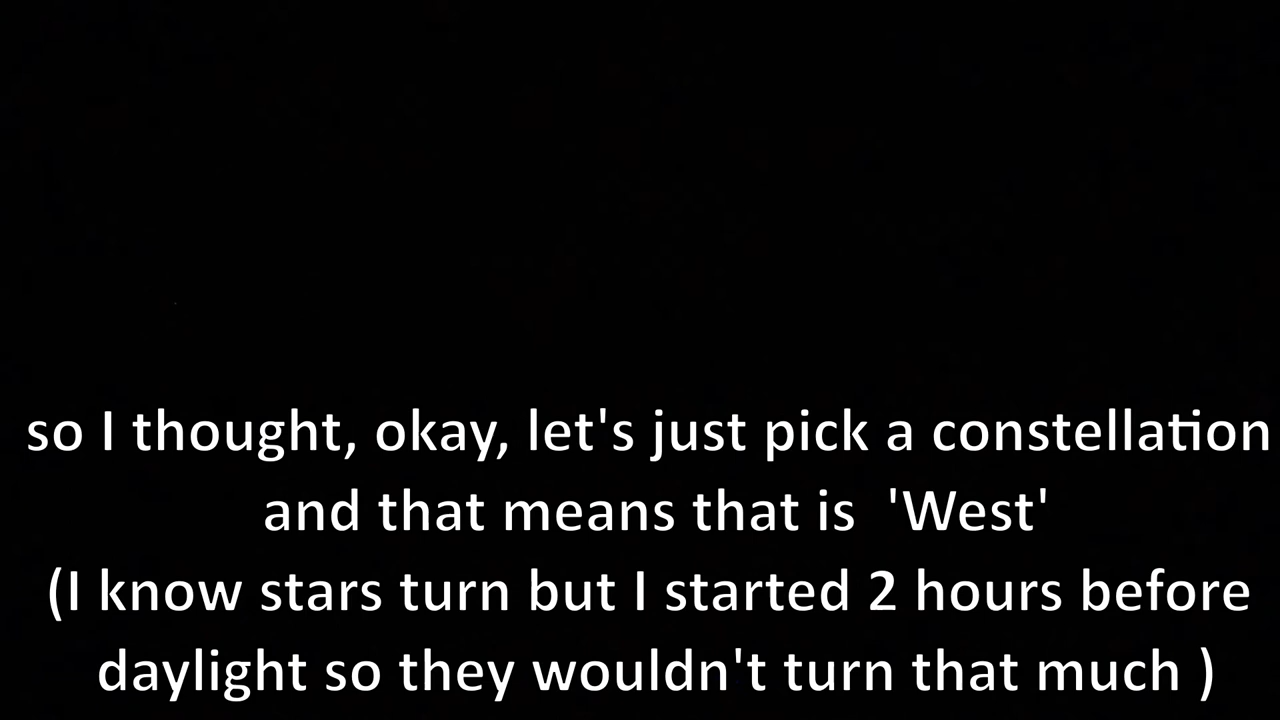 so I thought, okay, let's just pick a constellation
and that means that is  'West'
(I know stars turn but I started 2 hours before
daylight so they wouldn't turn that much )